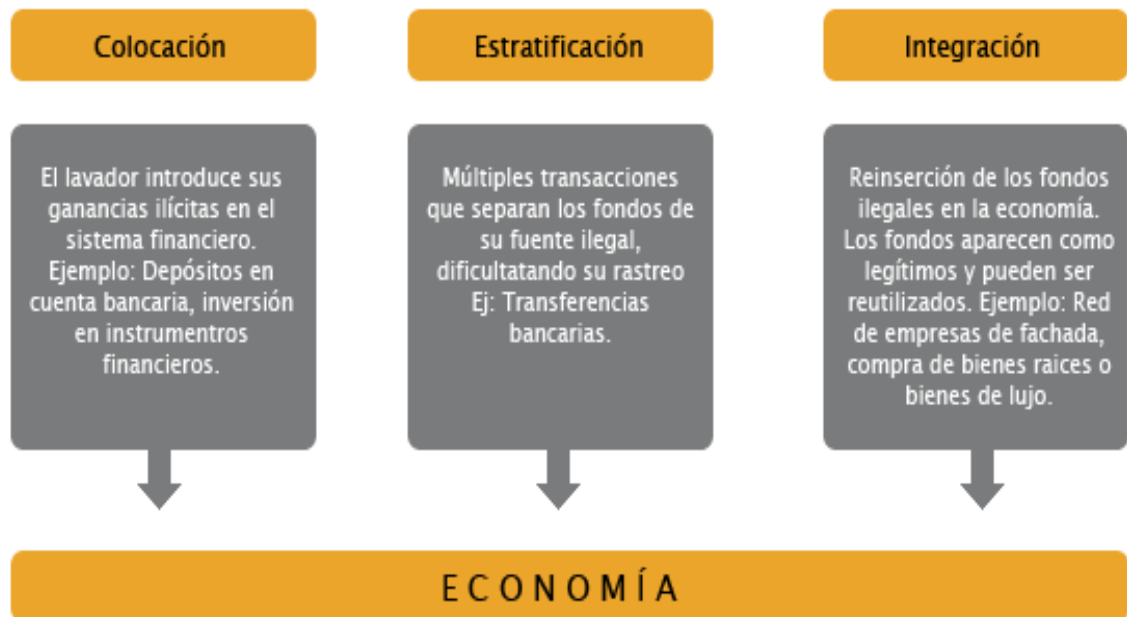 Colocación
El lavador introduce sus
ganancias ilícitas en el
sistema financiero.
Ejemplo: Depósitos en
cuenta bancaria, inversión
en instrumentros
financieros.
Estratificación
Múltiples transacciones
que separan los fondos de
su fuente ilegal,
dificultatando su rastreo
Ej: Transferencias
bancarias.
Integración
Reinserción de los fondos
ilegales en la economía.
Los fondos aparecen como
legítimos y pueden ser
reutilizados. Ejemplo: Red
de empresas de fachada,
compra de bienes raices o
bienes de lujo.
ECONOMÍA